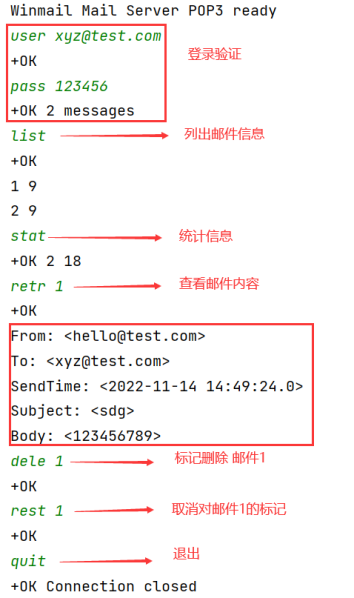 Winmail Mail Server POP3 ready
user xyz@test.com
+OK
登录验证
pass 123456
+OK 2 messages
list 列出邮件信息
+OK
1 9
2 9
stat 统计信息
+OK 2 18
retr 1 查看邮件内容
+OK
From: <hello@test.com>
To: <xyz@test.com>
SendTime: <2022-11-14 14:49:24.0>
Subject: <sdg>
Body: <123456789>
dele 1 标记删除 邮件1
+OK
rest 1 取消对邮件1的标记
+OK
quit 退出
+OK Connection closed